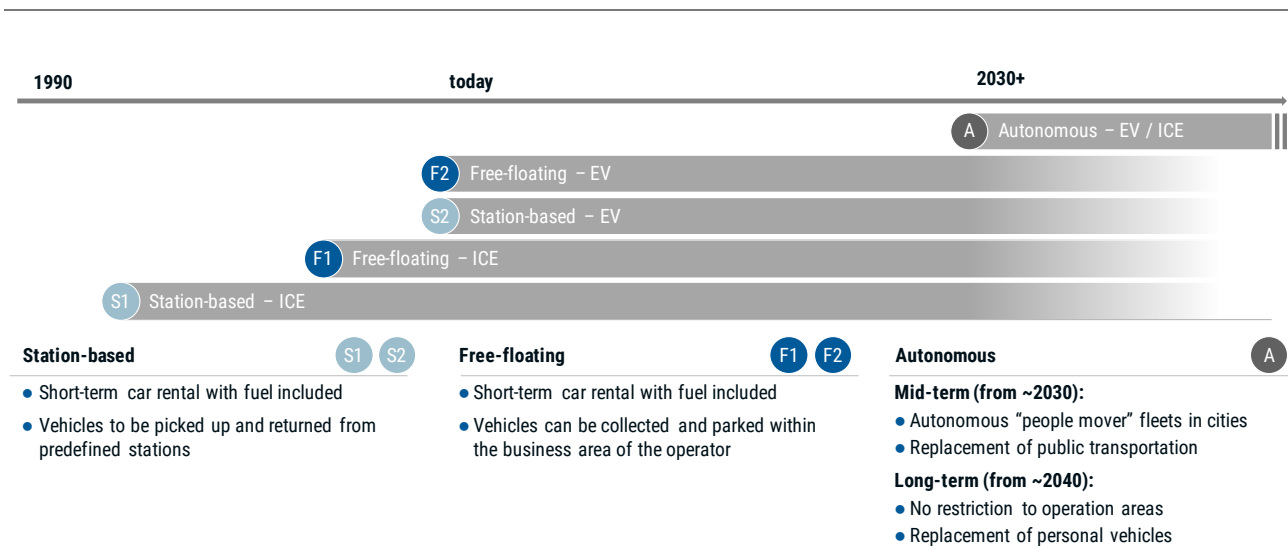 1990
today
2030+
A Autonomous – EV / ICE
F2 Free-floating – EV
S2 Station-based – EV
F1 Free-floating – ICE
S1 Station-based – ICE
Station-based S1 S2
• Short-term car rental with fuel included
• Vehicles to be picked up and returned from
predefined stations
Free-floating F1 F2
• Short-term car rental with fuel included
• Vehicles can be collected and parked within
the business area of the operator
Autonomous A
Mid-term (from ~2030):
• Autonomous “people mover” fleets in cities
• Replacement of public transportation
Long-term (from ~2040):
• No restriction to operation areas
• Replacement of personal vehicles